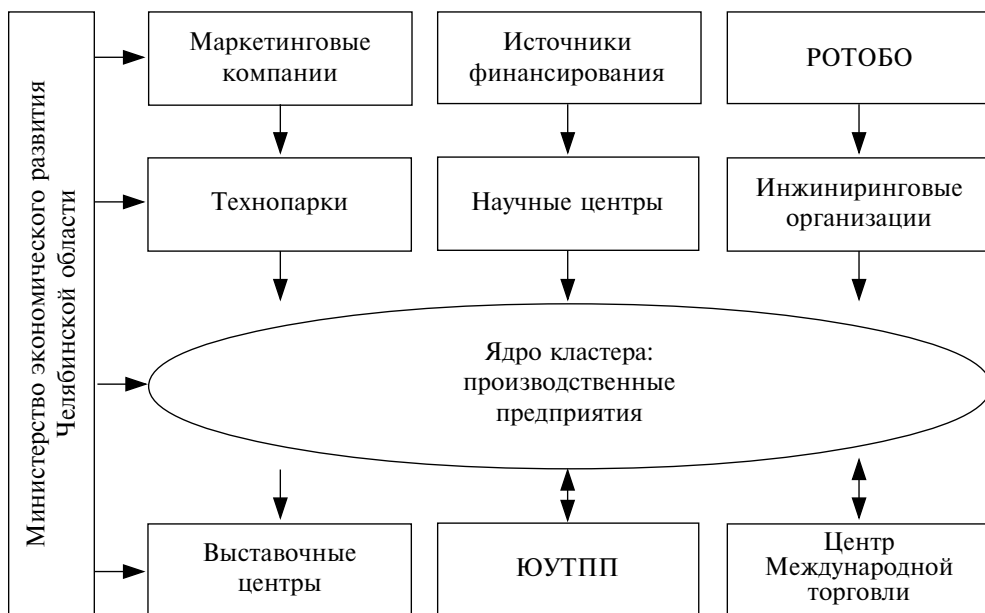 Министерство экономического развития
Челябинской области
Маркетинговые
компании
Источники
финансирования
РОТОБО
Технопарки
Научные центры
Инжиниринговые
организации
Ядро кластера:
производственные
предприятия
Выставочные
центры
ЮУТПП
Центр
Международной
торговли